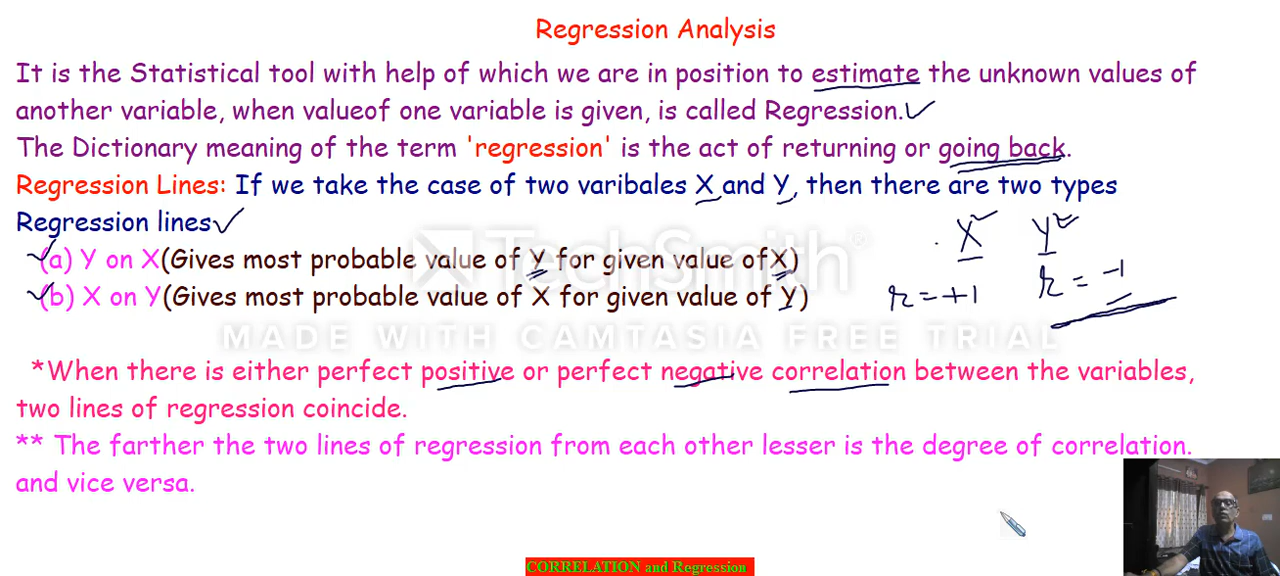 Regression Analysis
It is the Statistical tool with help of which we are in position to estimate the unknown values of
another variable, when valueof one variable is given, is called Regression.
The Dictionary meaning of the term 'regression' is the act of returning or going back.
Regression Lines: If we take the case of two varibales X and Y, then there are two types
Regression lines
X Y
(a) Y on X(Gives most probable value of Y for given value of X)
TechSmith®
(b) X on Y(Gives most probable value of X for given value of Y)
r = +1 r = -1
MADE WITH CAMTASIA FREE TRIAL
*When there is either perfect positive or perfect negative correlation between the variables,
two lines of regression coincide.
** The farther the two lines of regression from each other lesser is the degree of correlation.
and vice versa.
CORRELATION and Regression